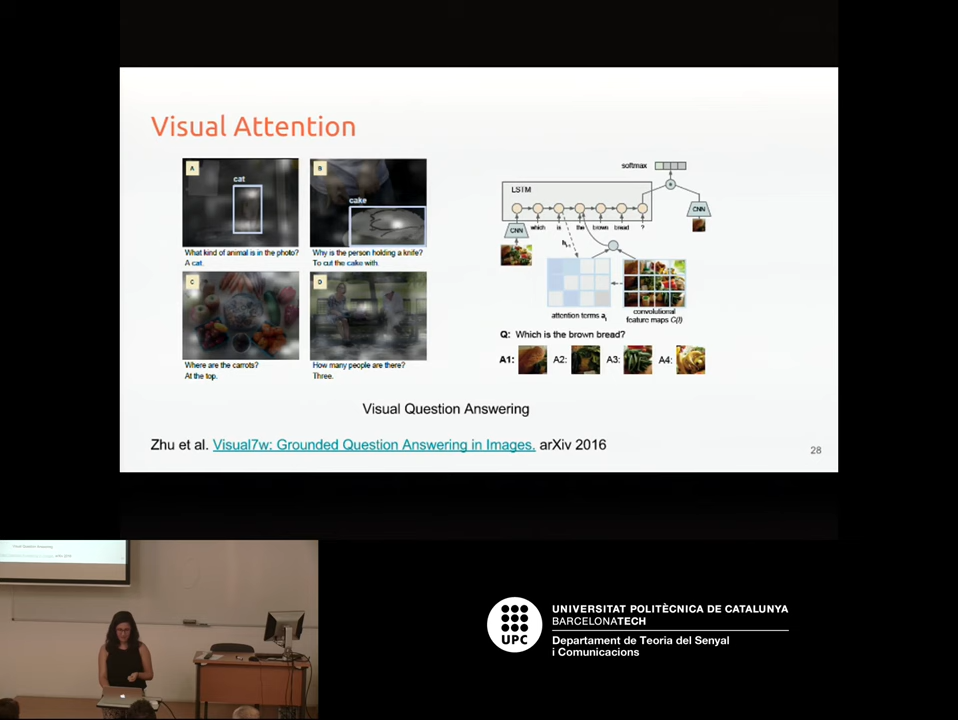 Visual Attention
A
cat
What kind of animal is in the photo?
A cat.
B
cake
Why is the person holding a knife?
To cut the cake with.
C
Where are the carrots?
At the top.
D
How many people are there?
Three.
softmax
LSTM
CNN
which is the brown bread ?
CNN
attention terms aᵢ
convolutional
feature maps C(I)
Q: Which is the brown bread?
A1: A2: A3: A4:
Visual Question Answering
Zhu et al. Visual7w: Grounded Question Answering in Images. arXiv 2016
28
UPC
UNIVERSITAT POLITÈCNICA DE CATALUNYA
BARCELONATECH
Departament de Teoria del Senyal
i Comunicacions